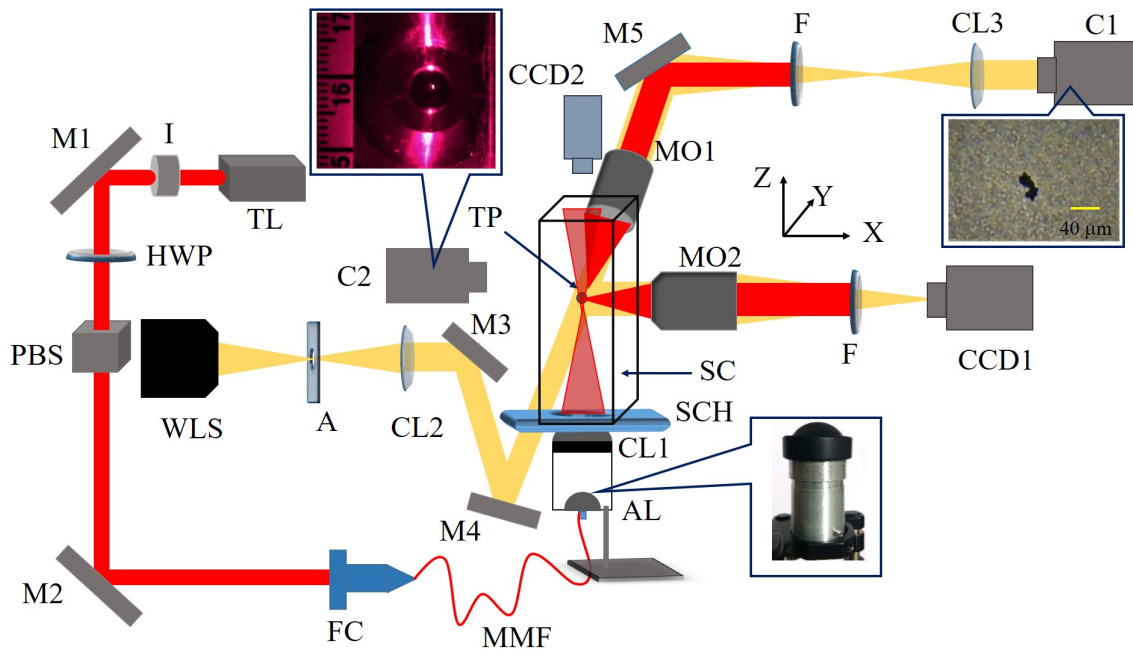 M5
F
CL3
C1
CCD2
17
16
15
M1
I
TL
MO1
Z
Y
X
40 µm
HWP
TP
C2
MO2
M3
PBS
F
CCD1
SC
SCH
WLS
A
CL2
CL1
AL
M4
M2
FC
MMF